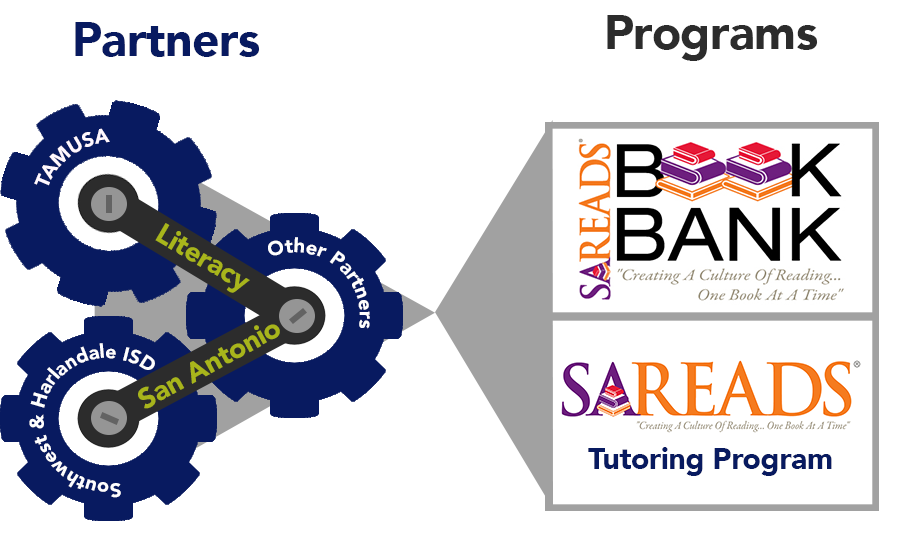 Partners
Programs
TAMUSA
Literacy
Other Partners
San Antonio
Southwest & Harlandale ISD
SAREADS®
BOOK
BANK
"Creating A Culture Of Reading...
One Book At A Time"
SAREADS®
"Creating A Culture Of Reading... One Book At A Time"
Tutoring Program